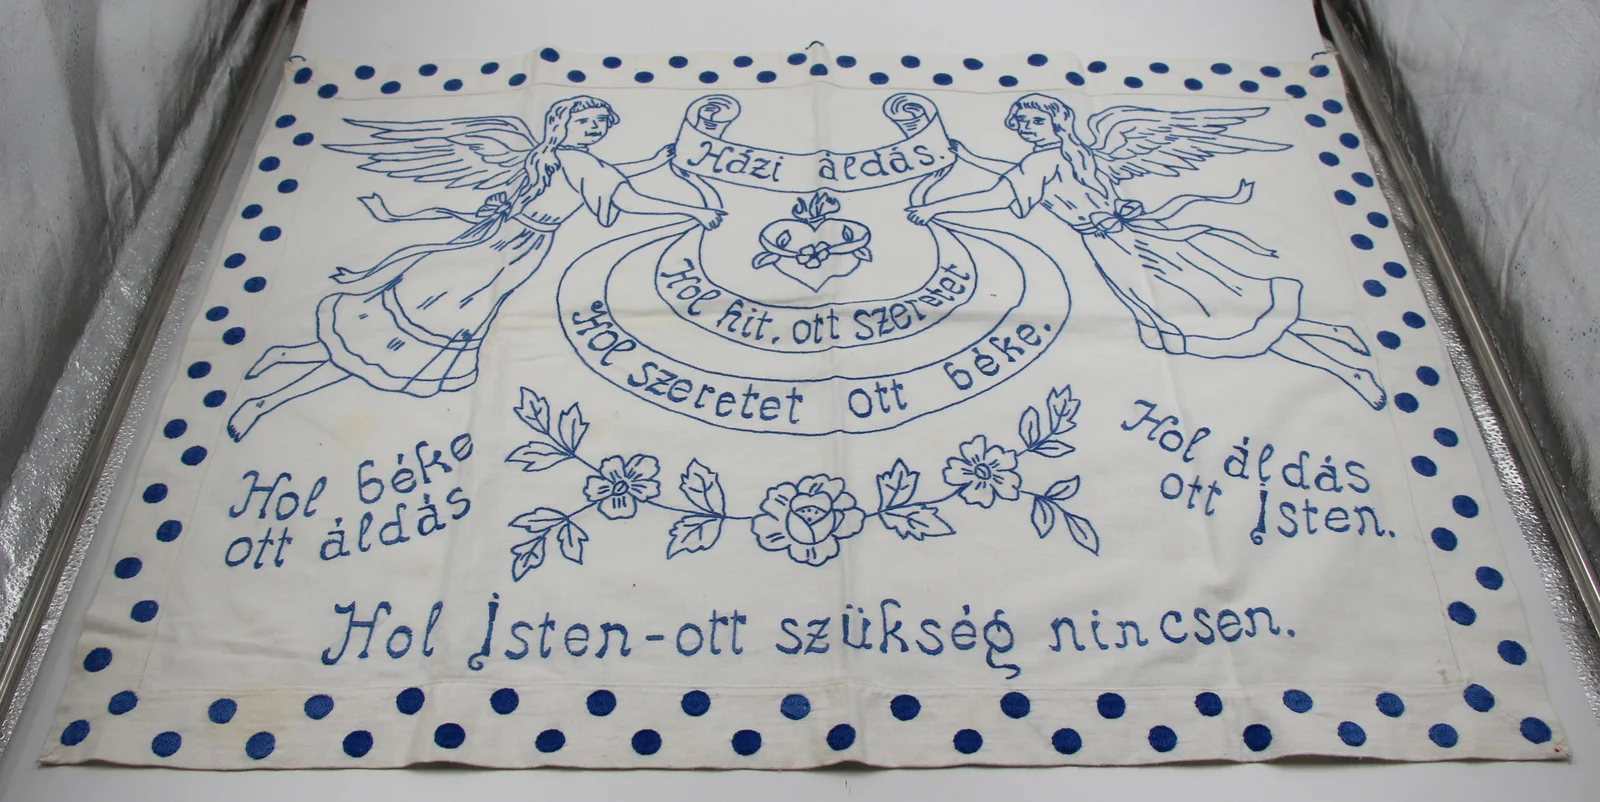 Házi áldás.
Hol hit, ott szeretet
Hol szeretet ott béke.
Hol béke
ott áldás
Hol áldás
ott Isten.
Hol Isten-ott szükség nincsen.